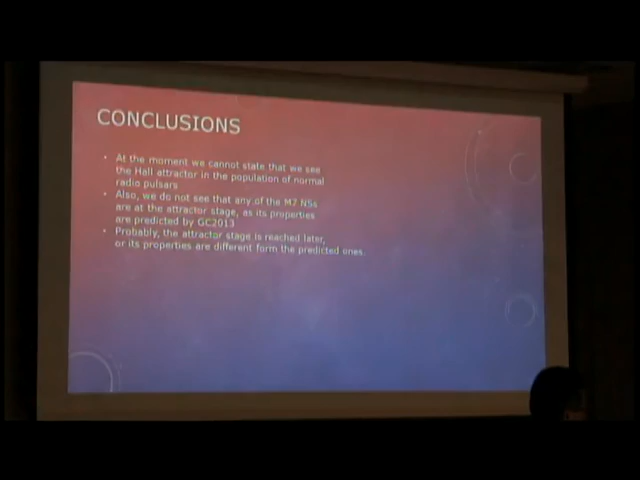 CONCLUSIONS
• At the moment we cannot state that we see
the Hall attractor in the population of normal
radio pulsars
• Also, we do not see that any of the M7 NSs
are at the attractor stage, as its properties
are predicted by GC2013
• Probably, the attractor stage is reached later,
or its properties are different form the predicted ones.